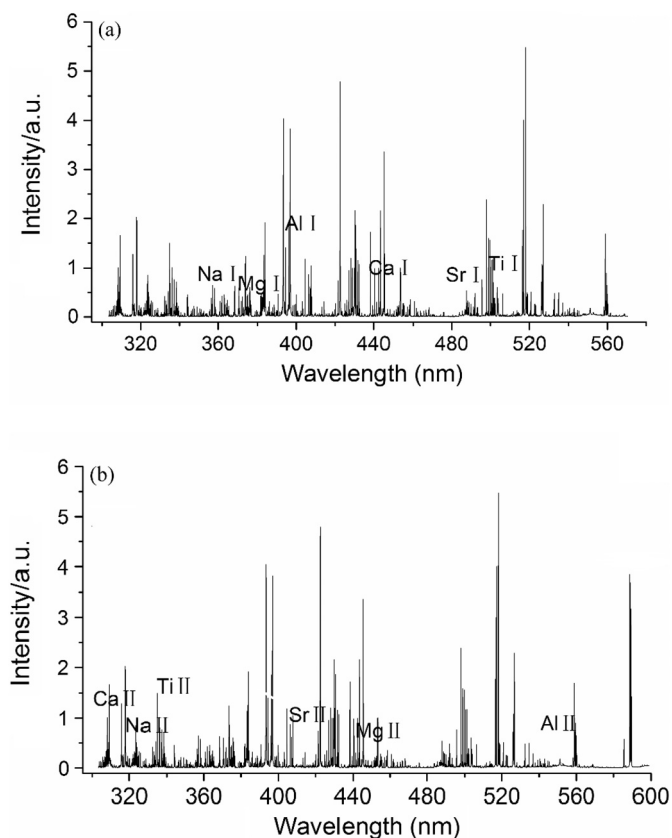 (a)
6
5
4
3
2
1
0
Intensity/a.u.
Al Ⅰ
Na Ⅰ
Mg Ⅰ
Ca Ⅰ
Sr Ⅰ
Ti Ⅰ
320 360 400 440 480 520 560
Wavelength (nm)
(b)
6
5
4
3
2
1
0
Intensity/a.u.
Ca Ⅱ
Ti Ⅱ
Na Ⅱ
Sr Ⅱ
Mg Ⅱ
Al Ⅱ
320 360 400 440 480 520 560 600
Wavelength (nm)